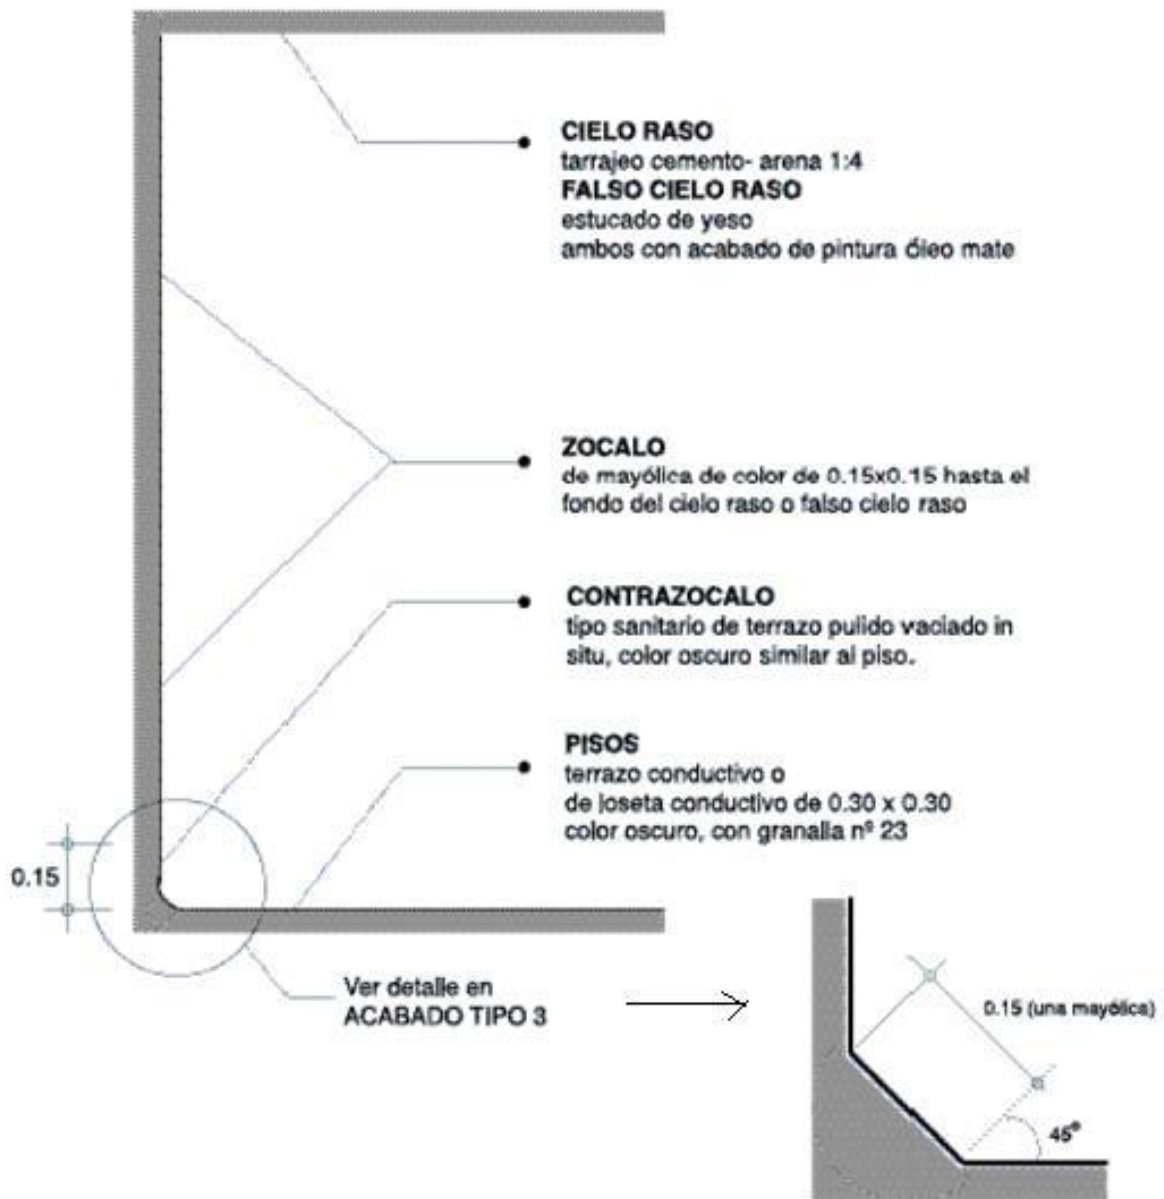 CIELO RASO
tarrajeo cemento- arena 1:4
FALSO CIELO RASO
estucado de yeso
ambos con acabado de pintura óleo mate
ZOCALO
de mayólica de color de 0.15x0.15 hasta el
fondo del cielo raso o falso cielo raso
CONTRAZOCALO
tipo sanitario de terrazo pulido vaciado in
situ, color oscuro similar al piso.
PISOS
terrazo conductivo o
de loseta conductivo de 0.30 x 0.30
color oscuro, con granalla nº 23
0.15
Ver detalle en
ACABADO TIPO 3
0.15 (una mayólica)
45º